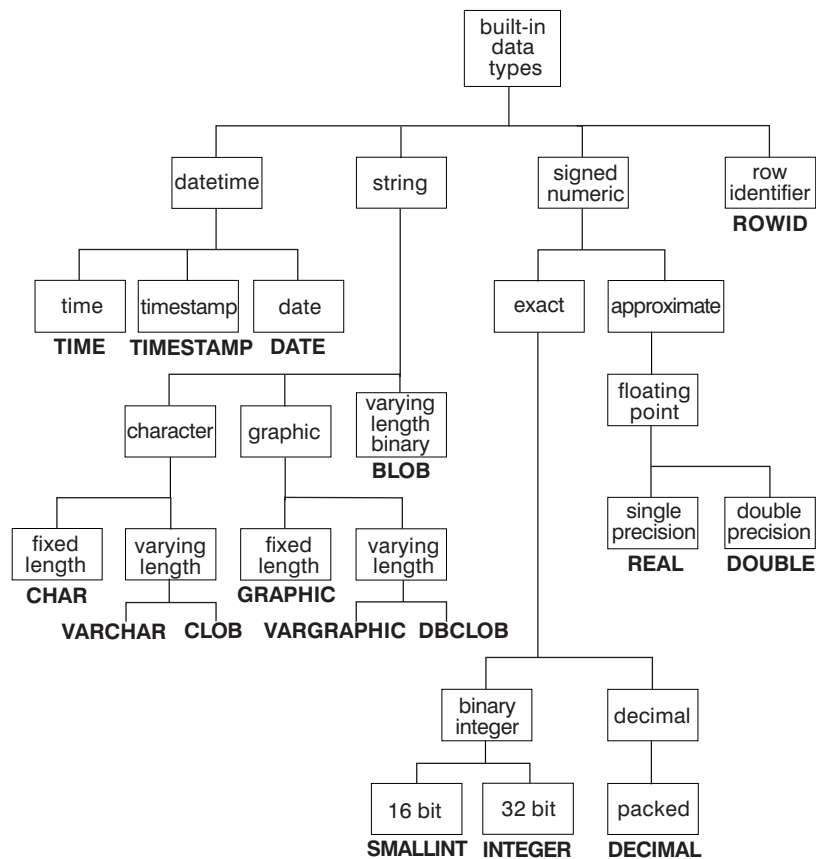 built-in
data
types
datetime
string
signed
numeric
row
identifier
ROWID
time
timestamp
date
exact
approximate
TIME
TIMESTAMP
DATE
character
graphic
varying
length
binary
BLOB
floating
point
fixed
length
CHAR
varying
length
fixed
length
GRAPHIC
varying
length
single
precision
REAL
double
precision
DOUBLE
VARCHAR
CLOB
VARGRAPHIC
DBCLOB
binary
integer
decimal
16 bit
32 bit
packed
SMALLINT
INTEGER
DECIMAL